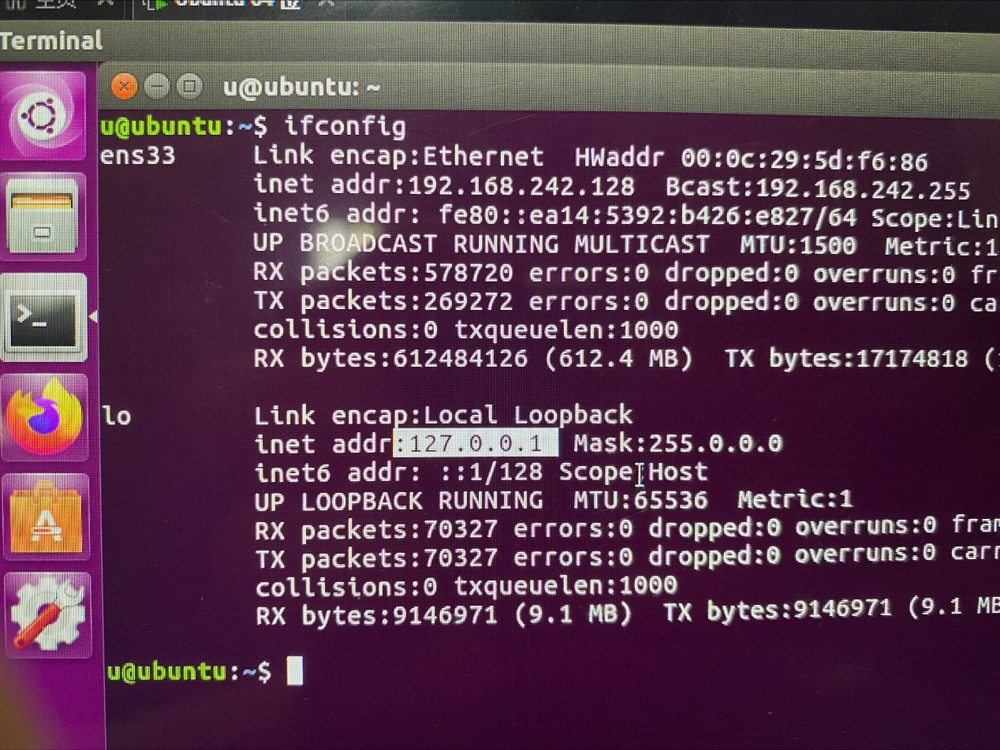 主页
Ubuntu 64 位
Terminal
u@ubuntu: ~
u@ubuntu:~$ ifconfig
ens33 Link encap:Ethernet HWaddr 00:0c:29:5d:f6:86
inet addr:192.168.242.128 Bcast:192.168.242.255
inet6 addr: fe80::ea14:5392:b426:e827/64 Scope:Lin
UP BROADCAST RUNNING MULTICAST MTU:1500 Metric:1
RX packets:578720 errors:0 dropped:0 overruns:0 fr
TX packets:269272 errors:0 dropped:0 overruns:0 ca
collisions:0 txqueuelen:1000
RX bytes:612484126 (612.4 MB) TX bytes:17174818 (
lo Link encap:Local Loopback
inet addr:127.0.0.1 Mask:255.0.0.0
inet6 addr: ::1/128 Scope:Host
UP LOOPBACK RUNNING MTU:65536 Metric:1
RX packets:70327 errors:0 dropped:0 overruns:0 fram
TX packets:70327 errors:0 dropped:0 overruns:0 carr
collisions:0 txqueuelen:1000
RX bytes:9146971 (9.1 MB) TX bytes:9146971 (9.1 MB
u@ubuntu:~$